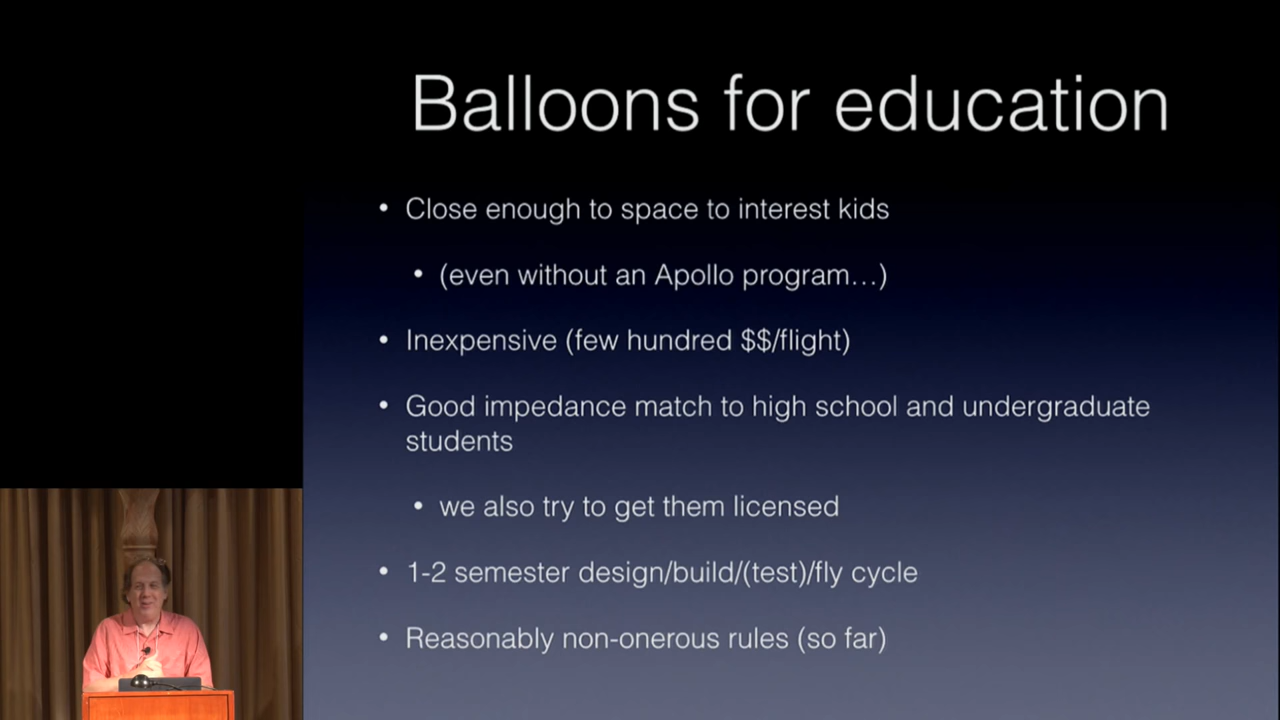 Balloons for education
• Close enough to space to interest kids
• (even without an Apollo program…)
• Inexpensive (few hundred $$/flight)
• Good impedance match to high school and undergraduate
students
• we also try to get them licensed
• 1-2 semester design/build/(test)/fly cycle
• Reasonably non-onerous rules (so far)